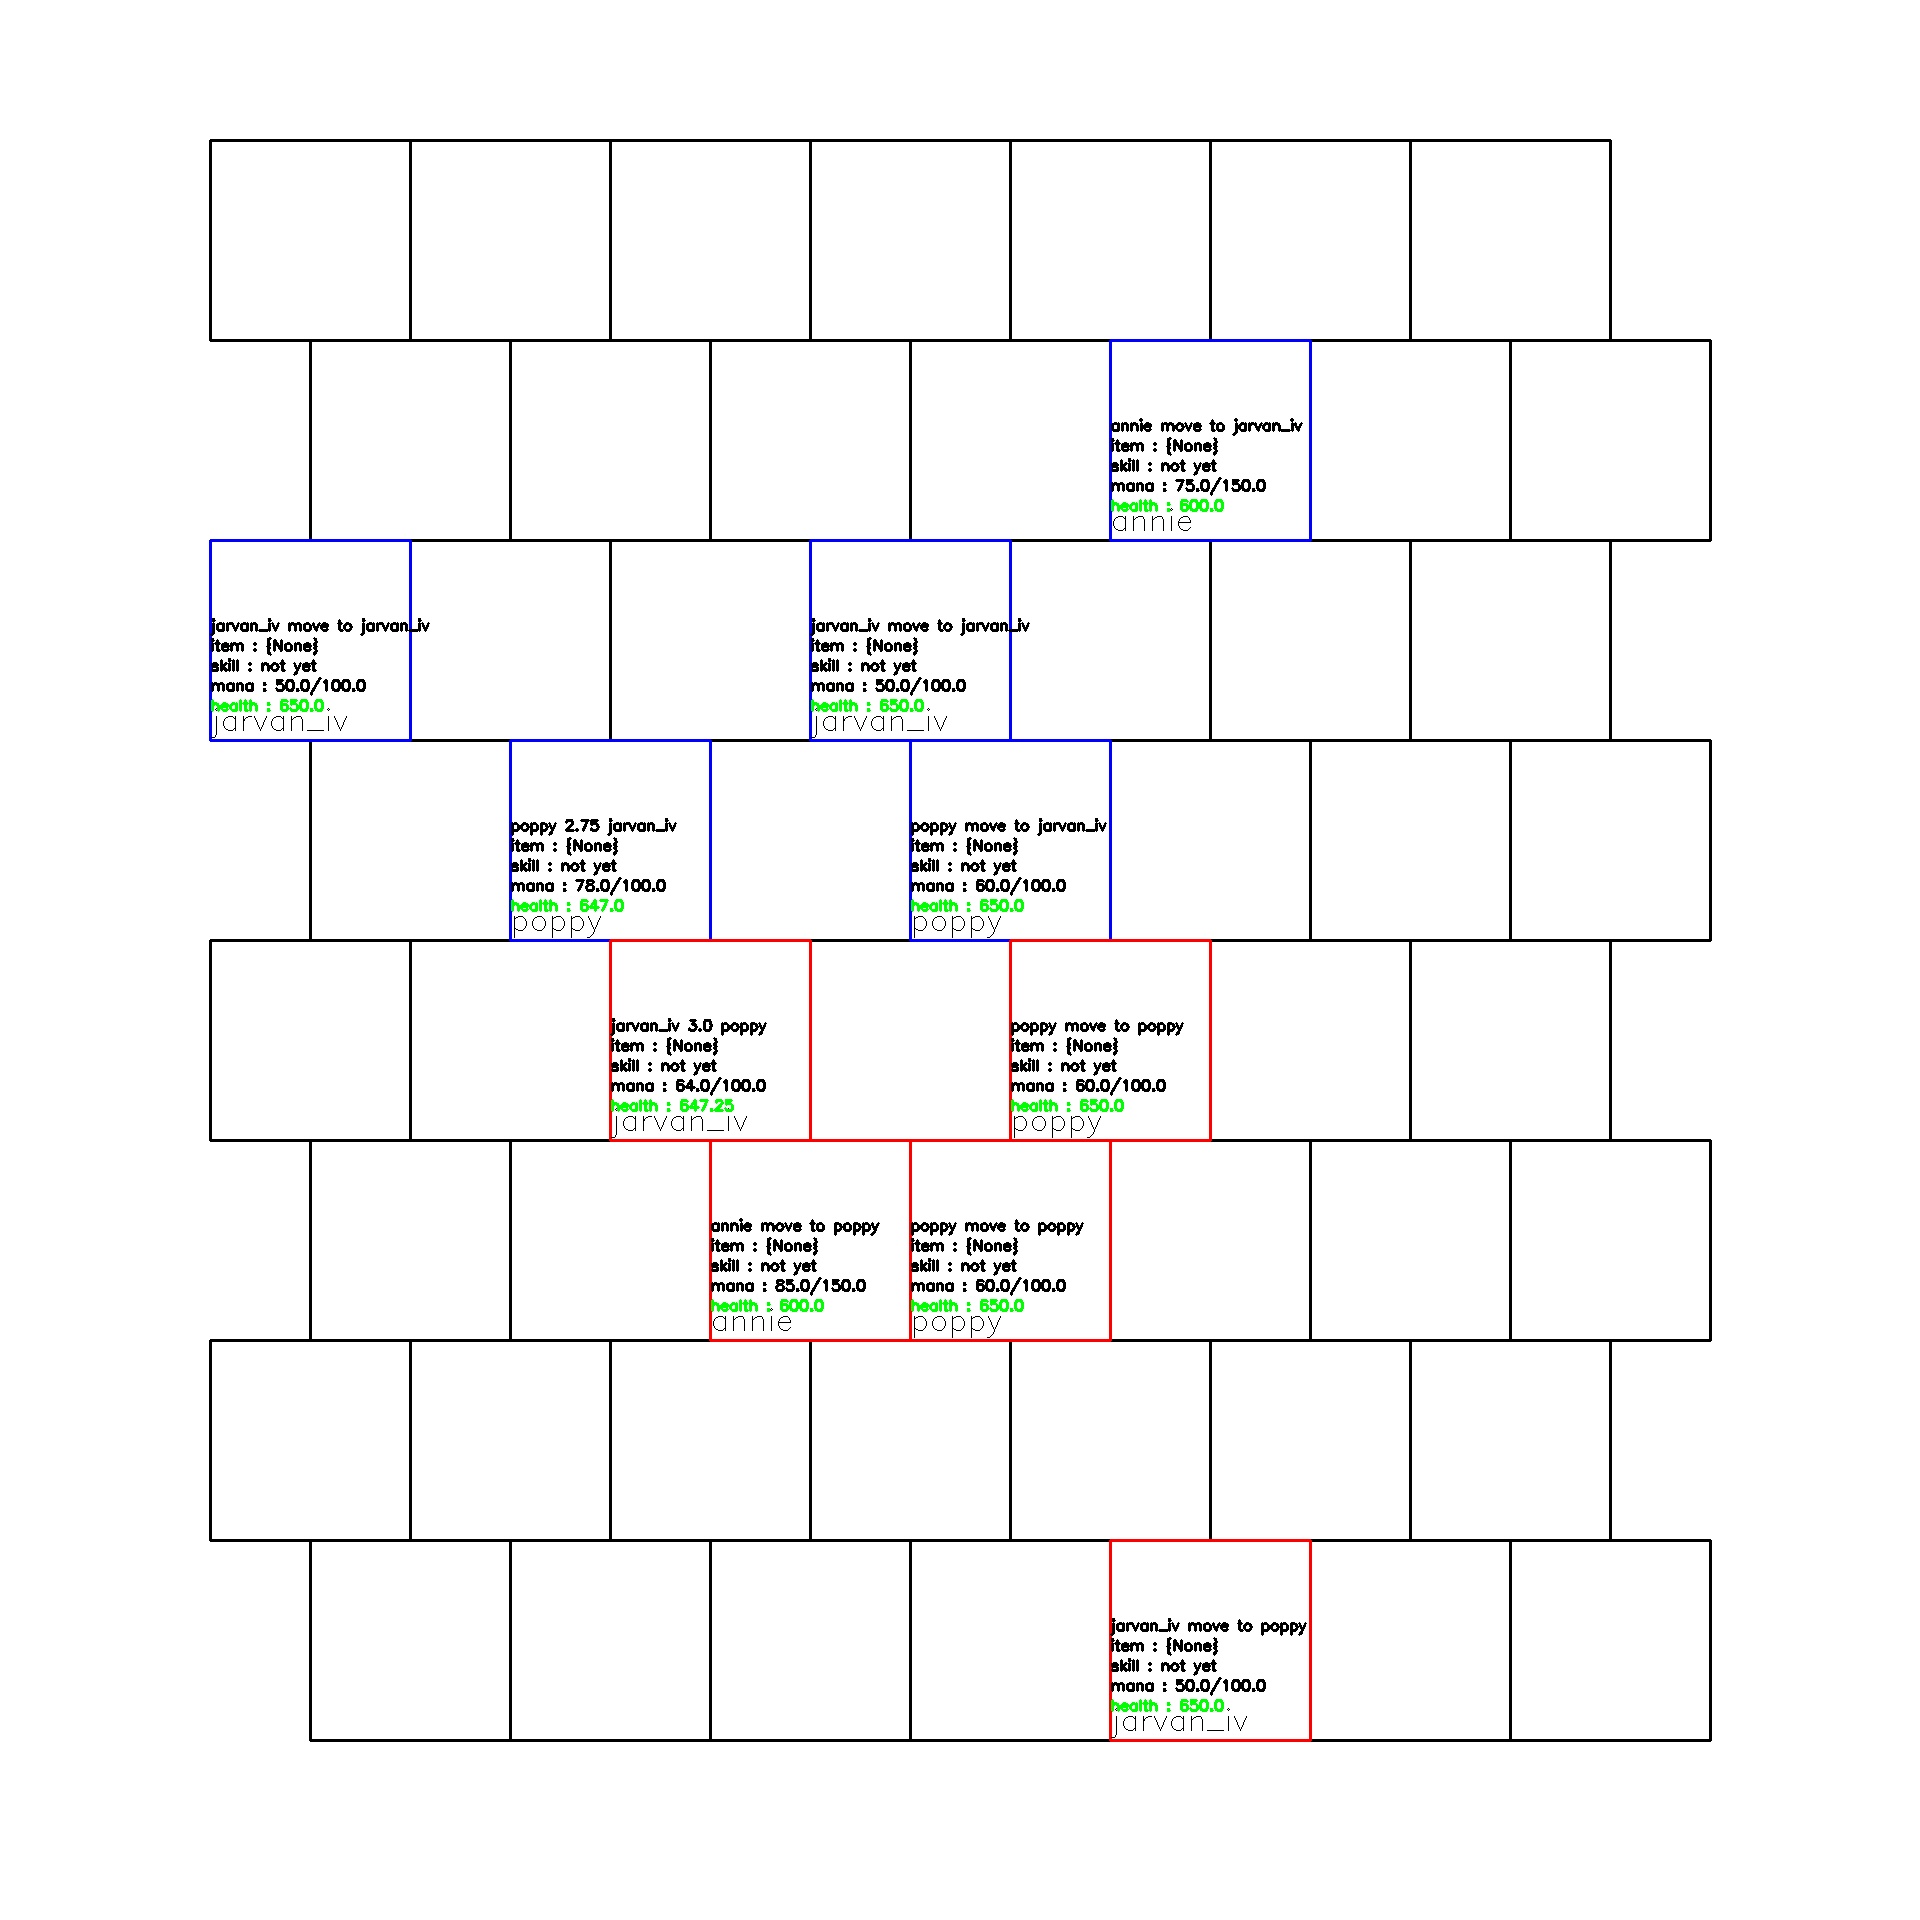 annie move to jarvan_iv
item : {None}
skill : not yet
mana : 75.0/150.0
health : 600.0
annie
jarvan_iv move to jarvan_iv
item : {None}
skill : not yet
mana : 50.0/100.0
health : 650.0
jarvan_iv
jarvan_iv move to jarvan_iv
item : {None}
skill : not yet
mana : 50.0/100.0
health : 650.0
jarvan_iv
poppy 2.75 jarvan_iv
item : {None}
skill : not yet
mana : 78.0/100.0
health : 647.0
poppy
poppy move to jarvan_iv
item : {None}
skill : not yet
mana : 60.0/100.0
health : 650.0
poppy
jarvan_iv 3.0 poppy
item : {None}
skill : not yet
mana : 64.0/100.0
health : 647.25
jarvan_iv
poppy move to poppy
item : {None}
skill : not yet
mana : 60.0/100.0
health : 650.0
poppy
annie move to poppy
item : {None}
skill : not yet
mana : 85.0/150.0
health : 600.0
annie
poppy move to poppy
item : {None}
skill : not yet
mana : 60.0/100.0
health : 650.0
poppy
jarvan_iv move to poppy
item : {None}
skill : not yet
mana : 50.0/100.0
health : 650.0
jarvan_iv